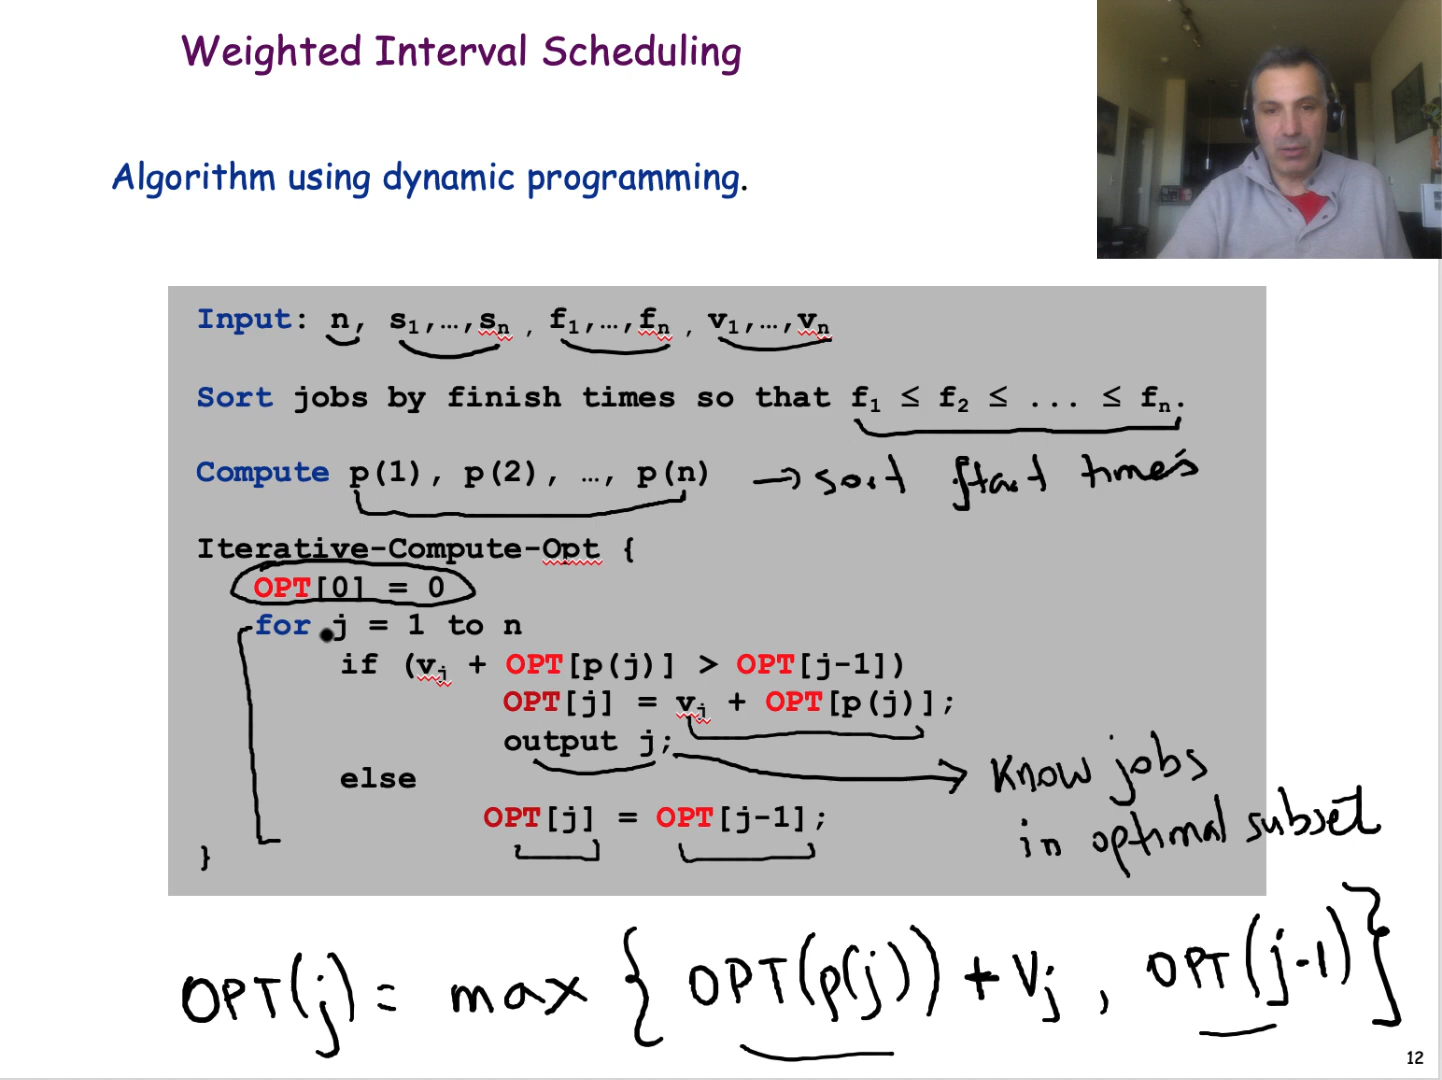 Weighted Interval Scheduling
Algorithm using dynamic programming.
Input: n, s1,…,sn , f1,…,fn , v1,…,vn
Sort jobs by finish times so that f1 ≤ f2 ≤ ... ≤ fn.
Compute p(1), p(2), …, p(n) → sort start times
Iterative-Compute-Opt {
OPT[0] = 0
for j = 1 to n
if (vj + OPT[p(j)] > OPT[j-1])
OPT[j] = vj + OPT[p(j)];
output j; → Know jobs
in optimal subset
else
OPT[j] = OPT[j-1];
}
OPT(j) = max { OPT(p(j)) + vj , OPT(j-1) }
12